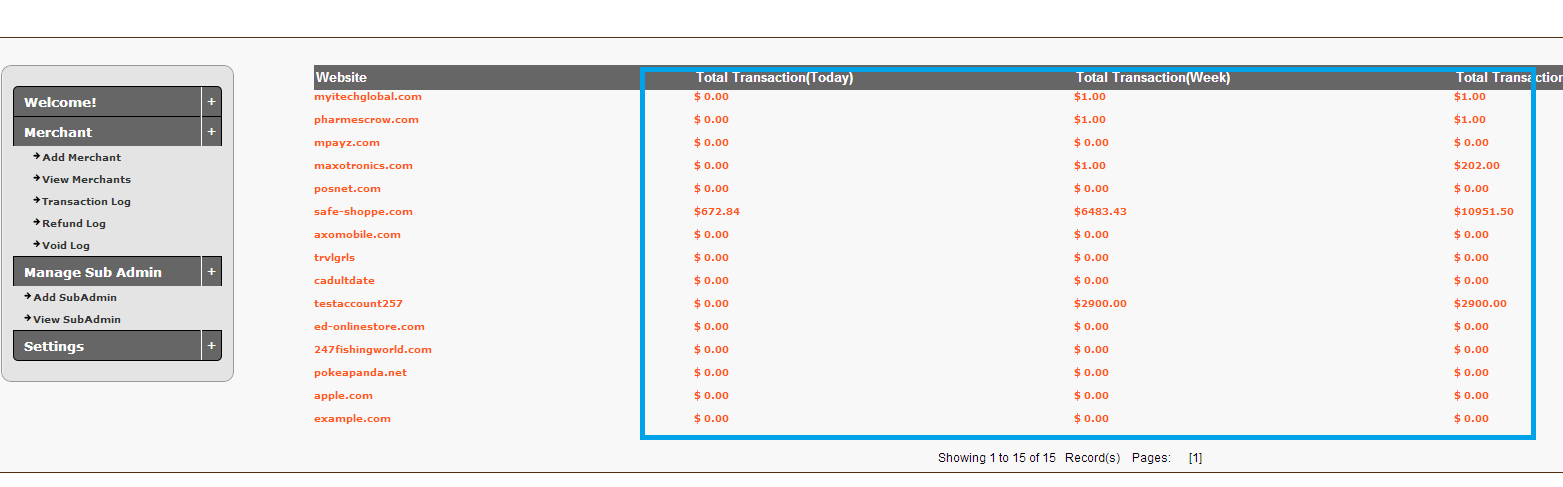 Welcome! +
Merchant +
Add Merchant
View Merchants
Transaction Log
Refund Log
Void Log
Manage Sub Admin +
Add SubAdmin
View SubAdmin
Settings +
Website Total Transaction(Today) Total Transaction(Week) Total Transaction
myitechglobal.com $ 0.00 $1.00 $1.00
pharmescrow.com $ 0.00 $1.00 $1.00
mpayz.com $ 0.00 $ 0.00 $ 0.00
maxotronics.com $ 0.00 $1.00 $202.00
posnet.com $ 0.00 $ 0.00 $ 0.00
safe-shoppe.com $672.84 $6483.43 $10951.50
axomobile.com $ 0.00 $ 0.00 $ 0.00
trvlgrls $ 0.00 $ 0.00 $ 0.00
cadultdate $ 0.00 $ 0.00 $ 0.00
testaccount257 $ 0.00 $2900.00 $2900.00
ed-onlinestore.com $ 0.00 $ 0.00 $ 0.00
247fishingworld.com $ 0.00 $ 0.00 $ 0.00
pokeapanda.net $ 0.00 $ 0.00 $ 0.00
apple.com $ 0.00 $ 0.00 $ 0.00
example.com $ 0.00 $ 0.00 $ 0.00
Showing 1 to 15 of 15 Record(s) Pages: [1]